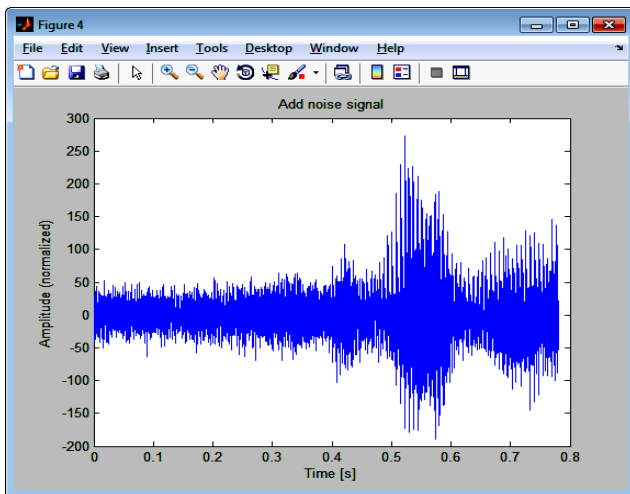 Figure 4
File Edit View Insert Tools Desktop Window Help
Add noise signal
300
250
200
150
100
50
0
-50
-100
-150
-200
Amplitude (normalized)
0 0.1 0.2 0.3 0.4 0.5 0.6 0.7 0.8
Time [s]